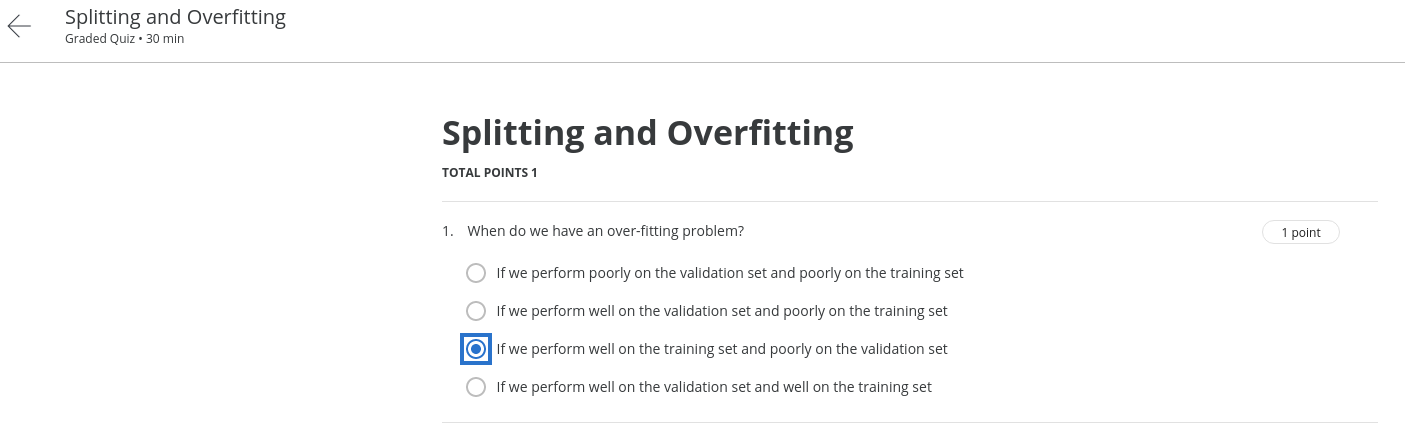 Splitting and Overfitting
Graded Quiz • 30 min
Splitting and Overfitting
TOTAL POINTS 1
1. When do we have an over-fitting problem?
1 point
If we perform poorly on the validation set and poorly on the training set
If we perform well on the validation set and poorly on the training set
If we perform well on the training set and poorly on the validation set
If we perform well on the validation set and well on the training set